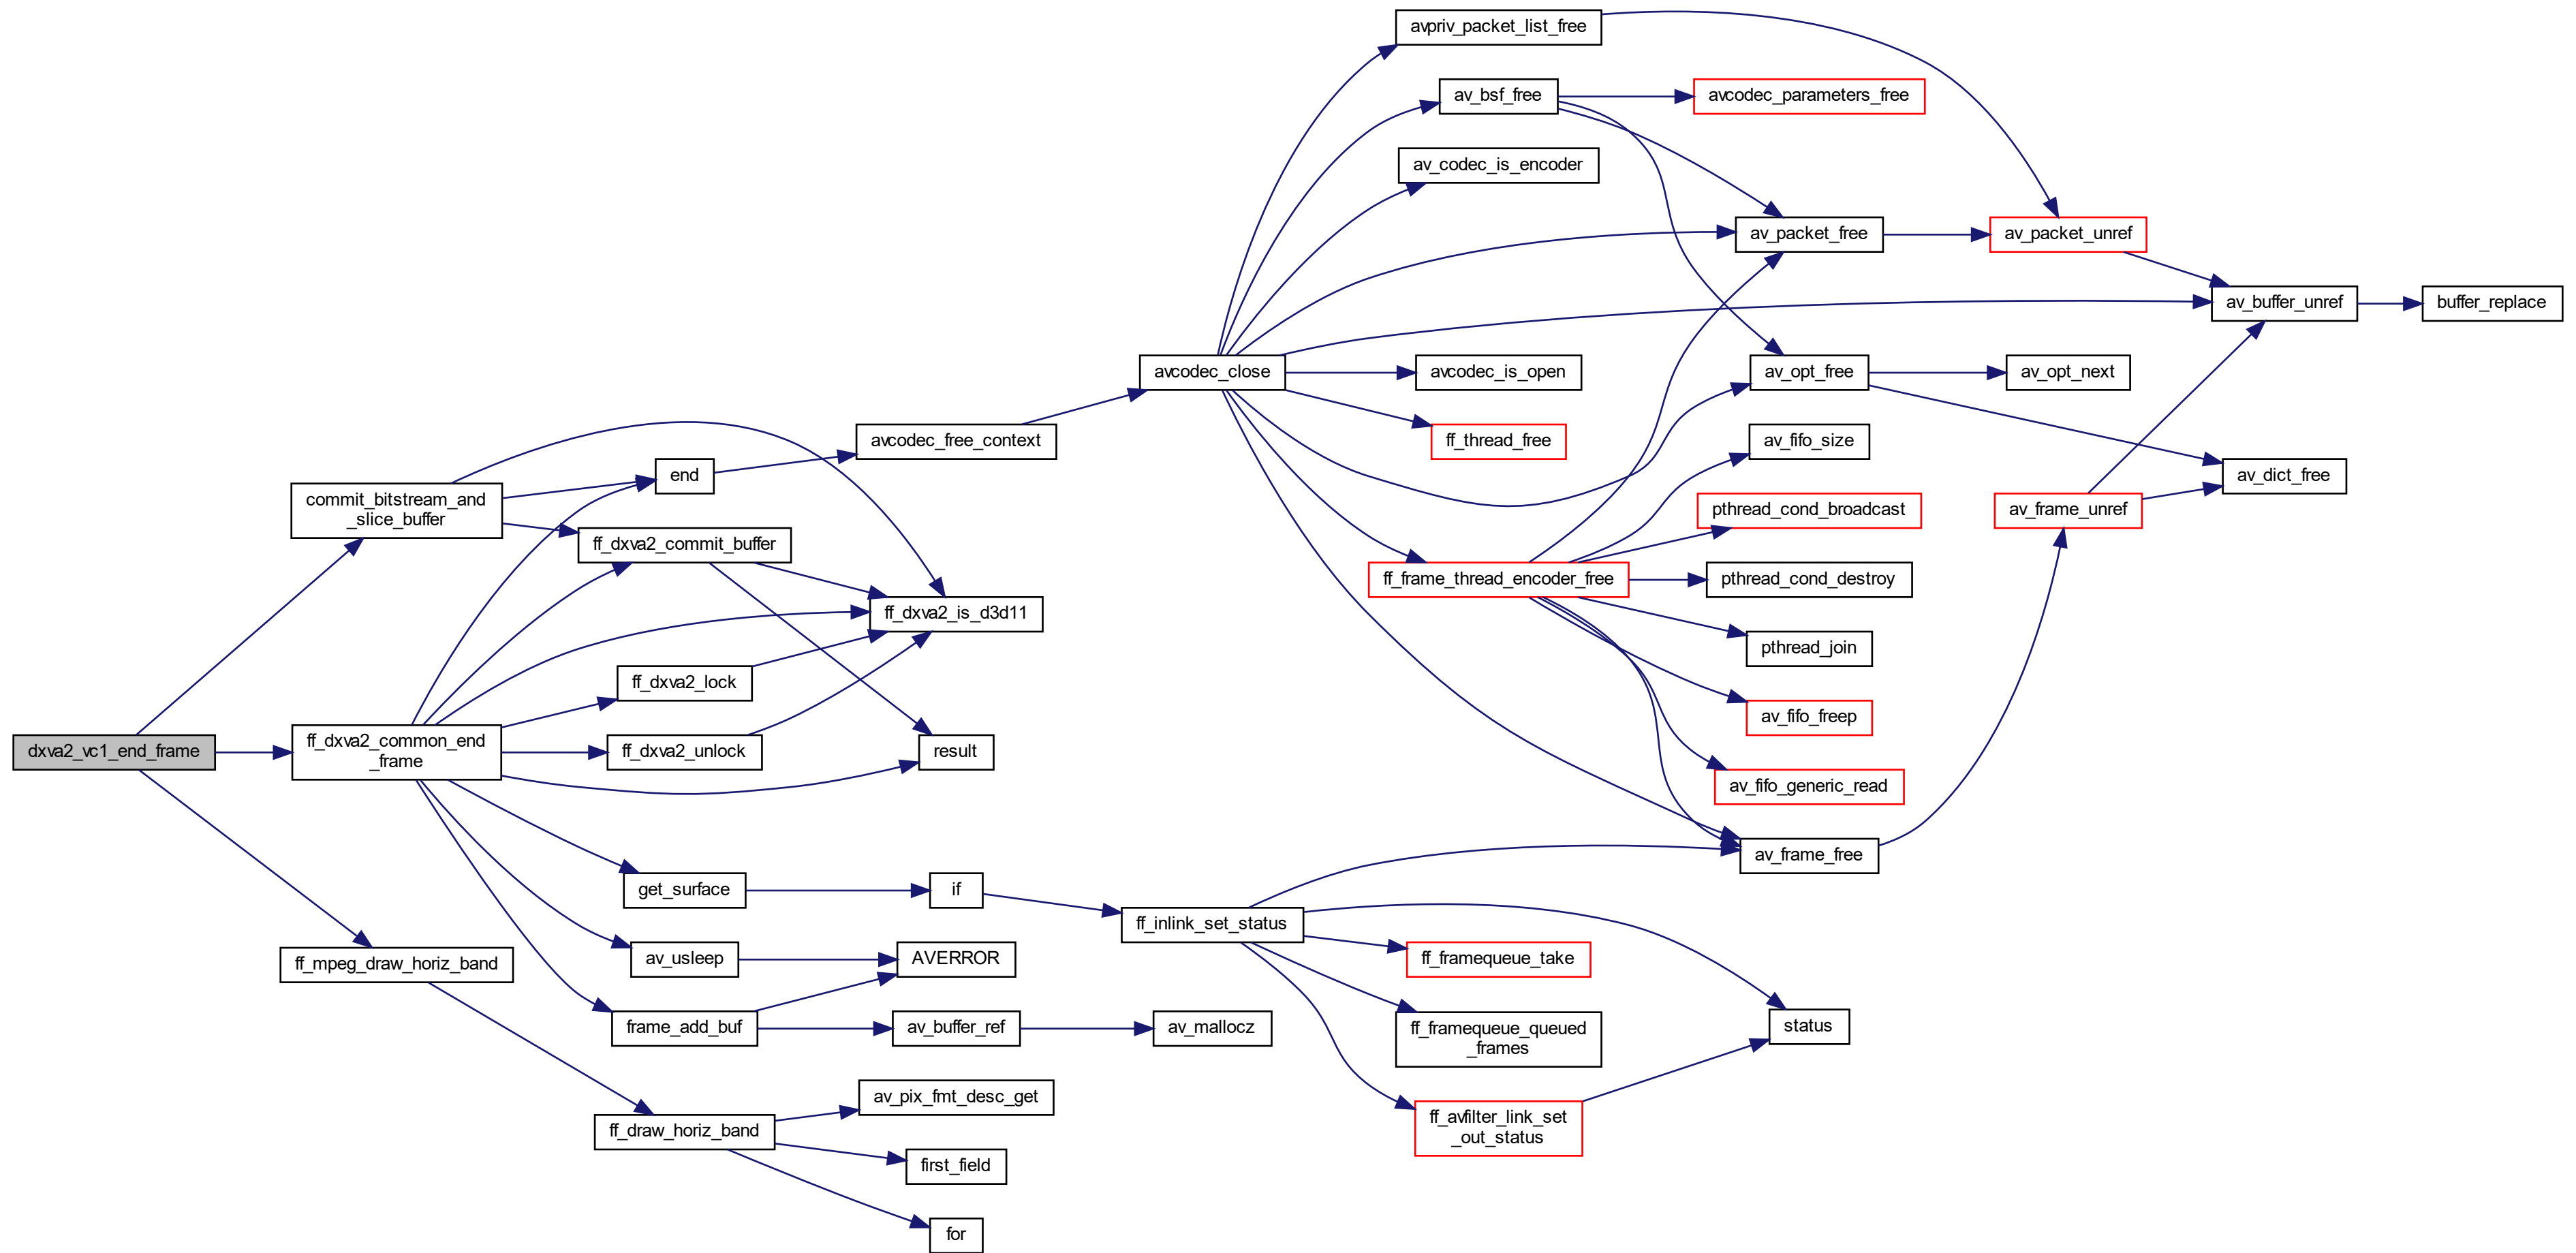 avpriv_packet_list_free
av_bsf_free
avcodec_parameters_free
av_codec_is_encoder
av_packet_free
av_packet_unref
av_buffer_unref
buffer_replace
avcodec_close
avcodec_is_open
av_opt_free
av_opt_next
avcodec_free_context
ff_thread_free
av_fifo_size
end
av_dict_free
commit_bitstream_and
_slice_buffer
pthread_cond_broadcast
av_frame_unref
ff_dxva2_commit_buffer
ff_frame_thread_encoder_free
pthread_cond_destroy
ff_dxva2_is_d3d11
pthread_join
ff_dxva2_lock
av_fifo_freep
dxva2_vc1_end_frame
ff_dxva2_common_end
_frame
ff_dxva2_unlock
result
av_fifo_generic_read
av_frame_free
get_surface
if
ff_inlink_set_status
ff_mpeg_draw_horiz_band
av_usleep
AVERROR
ff_framequeue_take
frame_add_buf
av_buffer_ref
av_mallocz
ff_framequeue_queued
_frames
status
av_pix_fmt_desc_get
ff_draw_horiz_band
ff_avfilter_link_set
_out_status
first_field
for